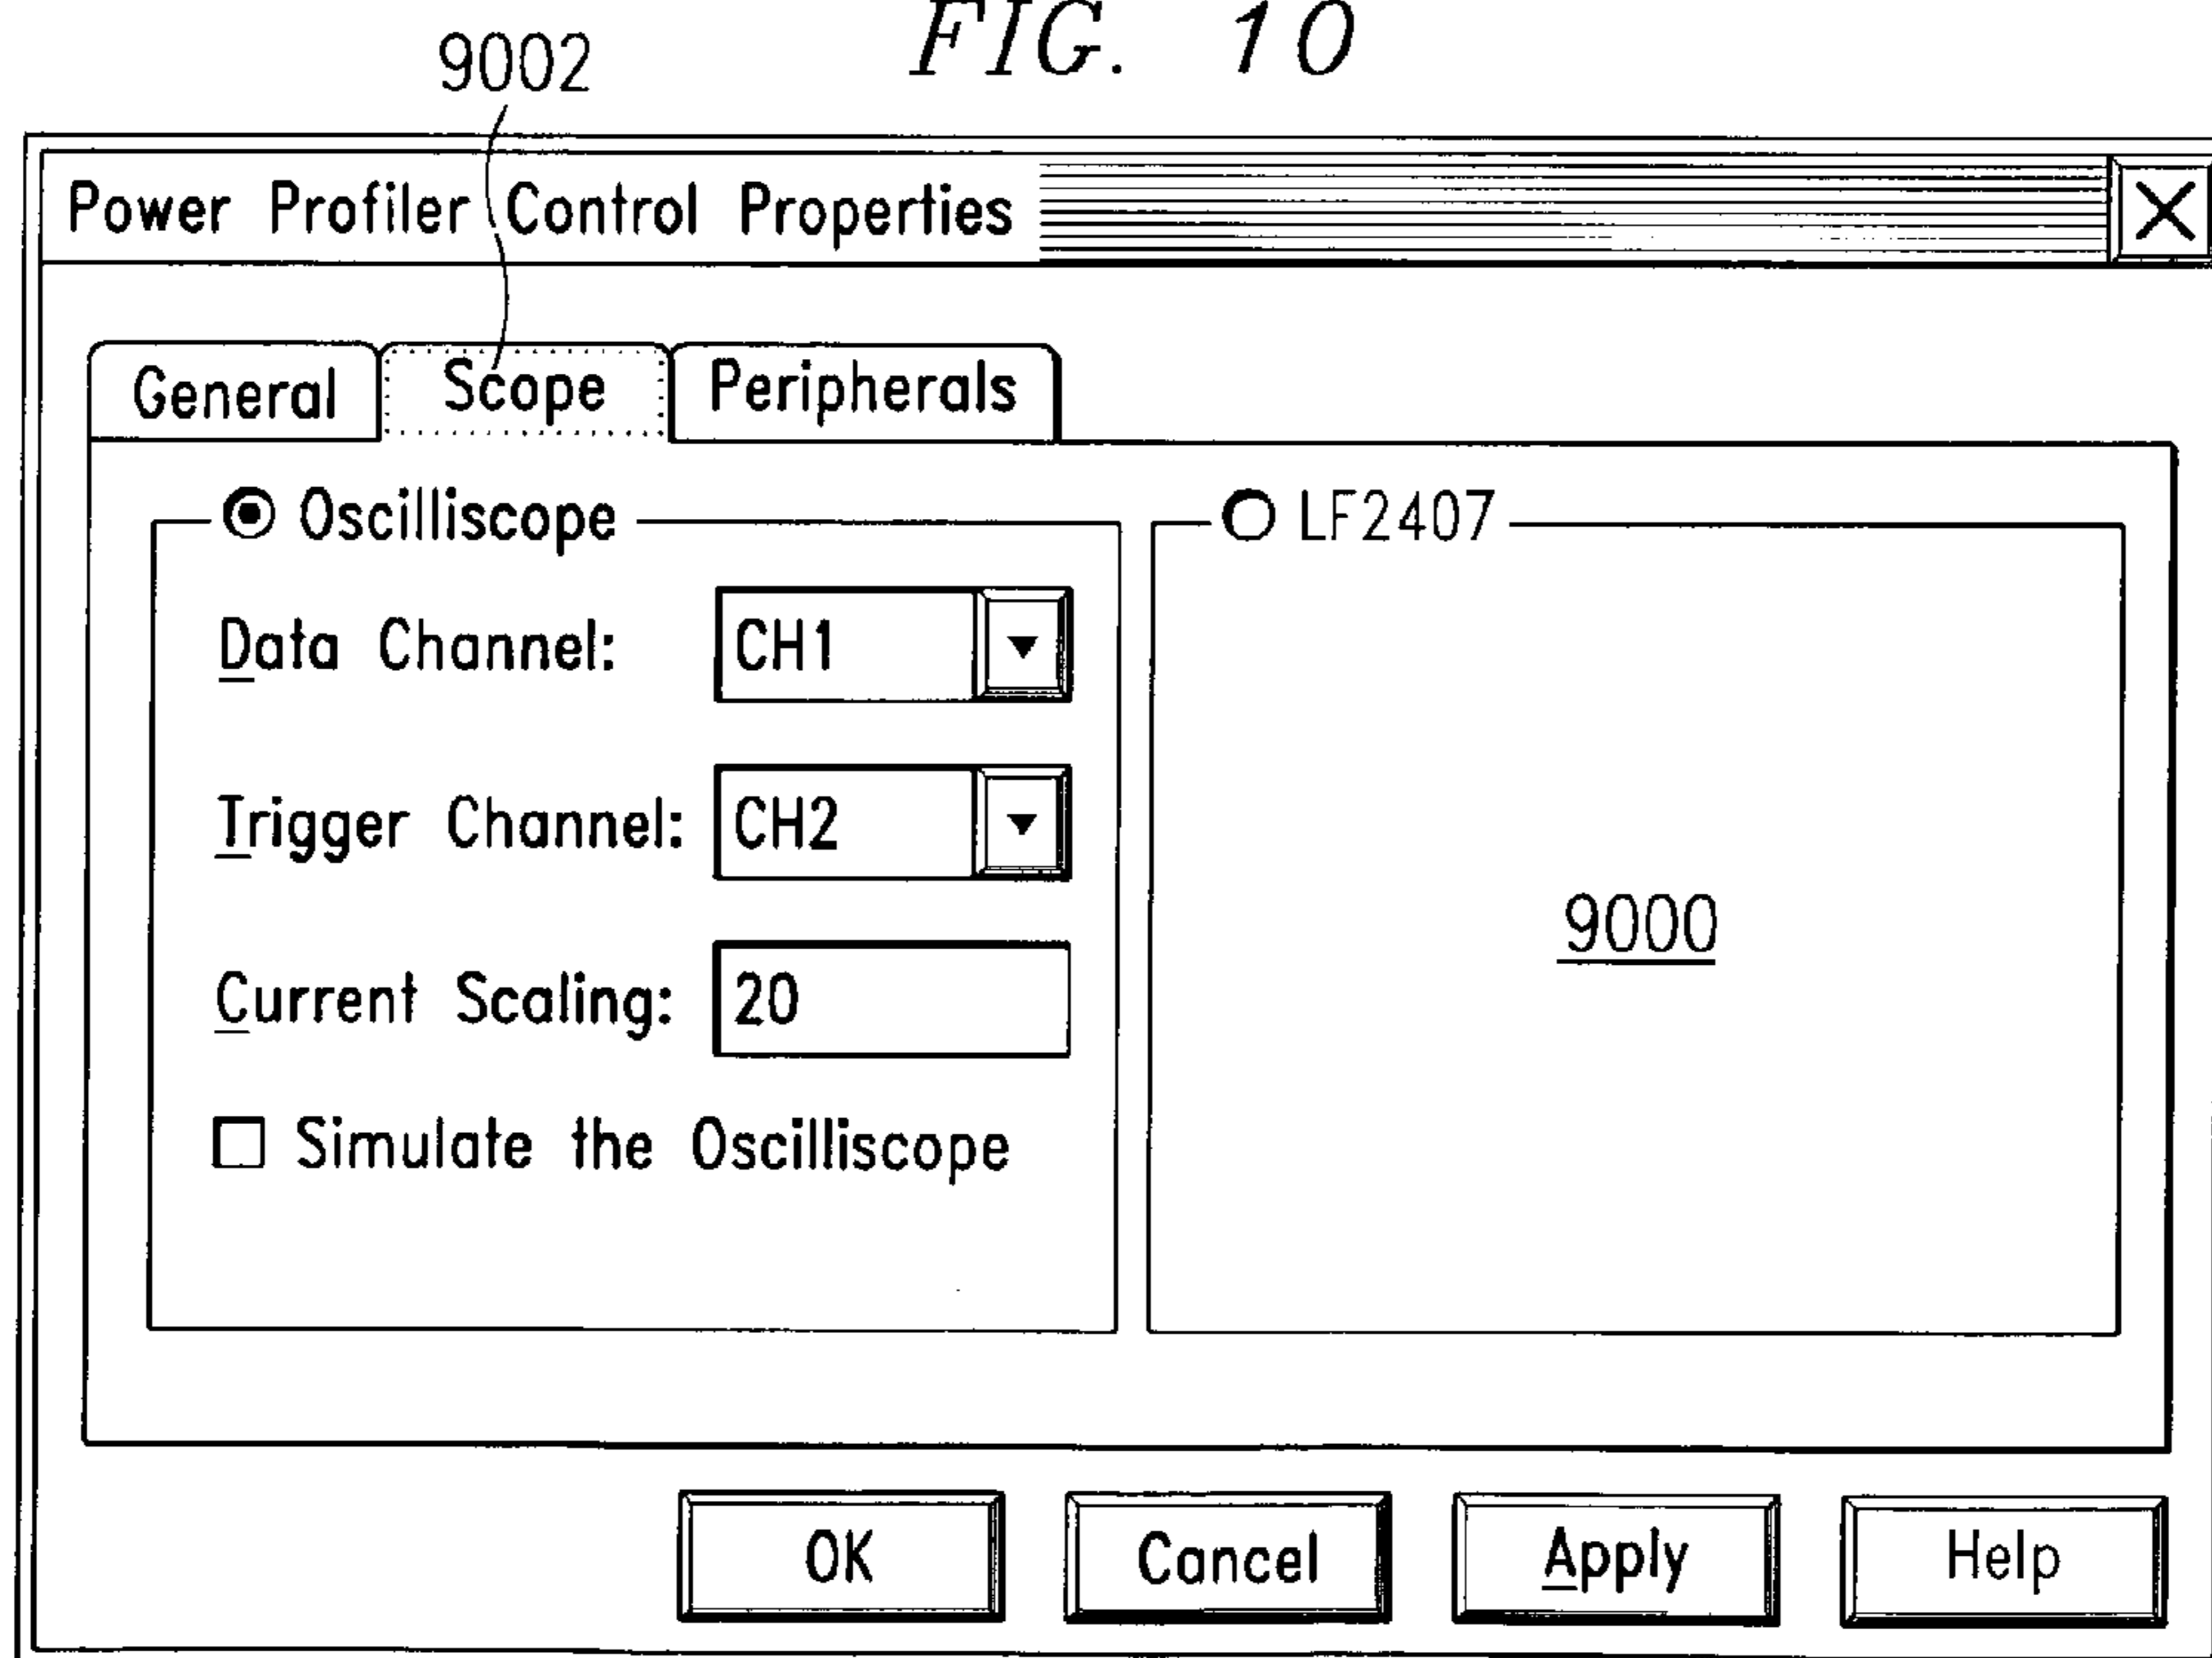 FIG. 10
9002
Power Profiler Control Properties
General Scope Peripherals
Oscilliscope
Data Channel: CH1
Trigger Channel: CH2
Current Scaling: 20
Simulate the Oscilliscope
LF2407
9000
OK Cancel Apply Help